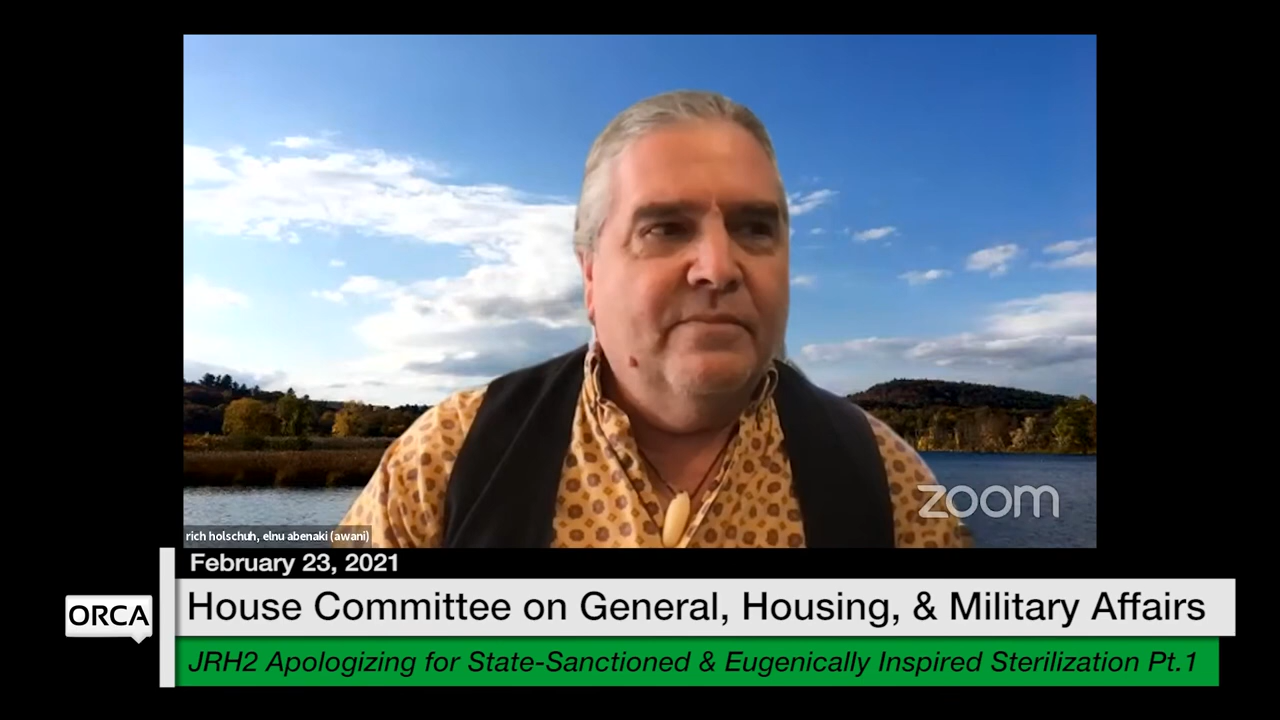 zoom
rich holschuh, elnu abenaki (awani)
February 23, 2021
ORCA
House Committee on General, Housing, & Military Affairs
JRH2 Apologizing for State-Sanctioned & Eugenically Inspired Sterilization Pt.1